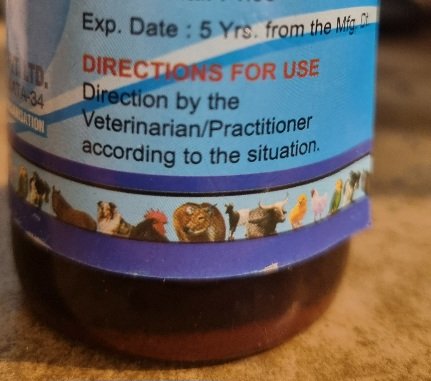 Exp. Date : 5 Yrs. from the Mfg. Dt.
LTD.
DIRECTIONS FOR USE
Direction by the
Veterinarian/Practitioner
according to the situation.